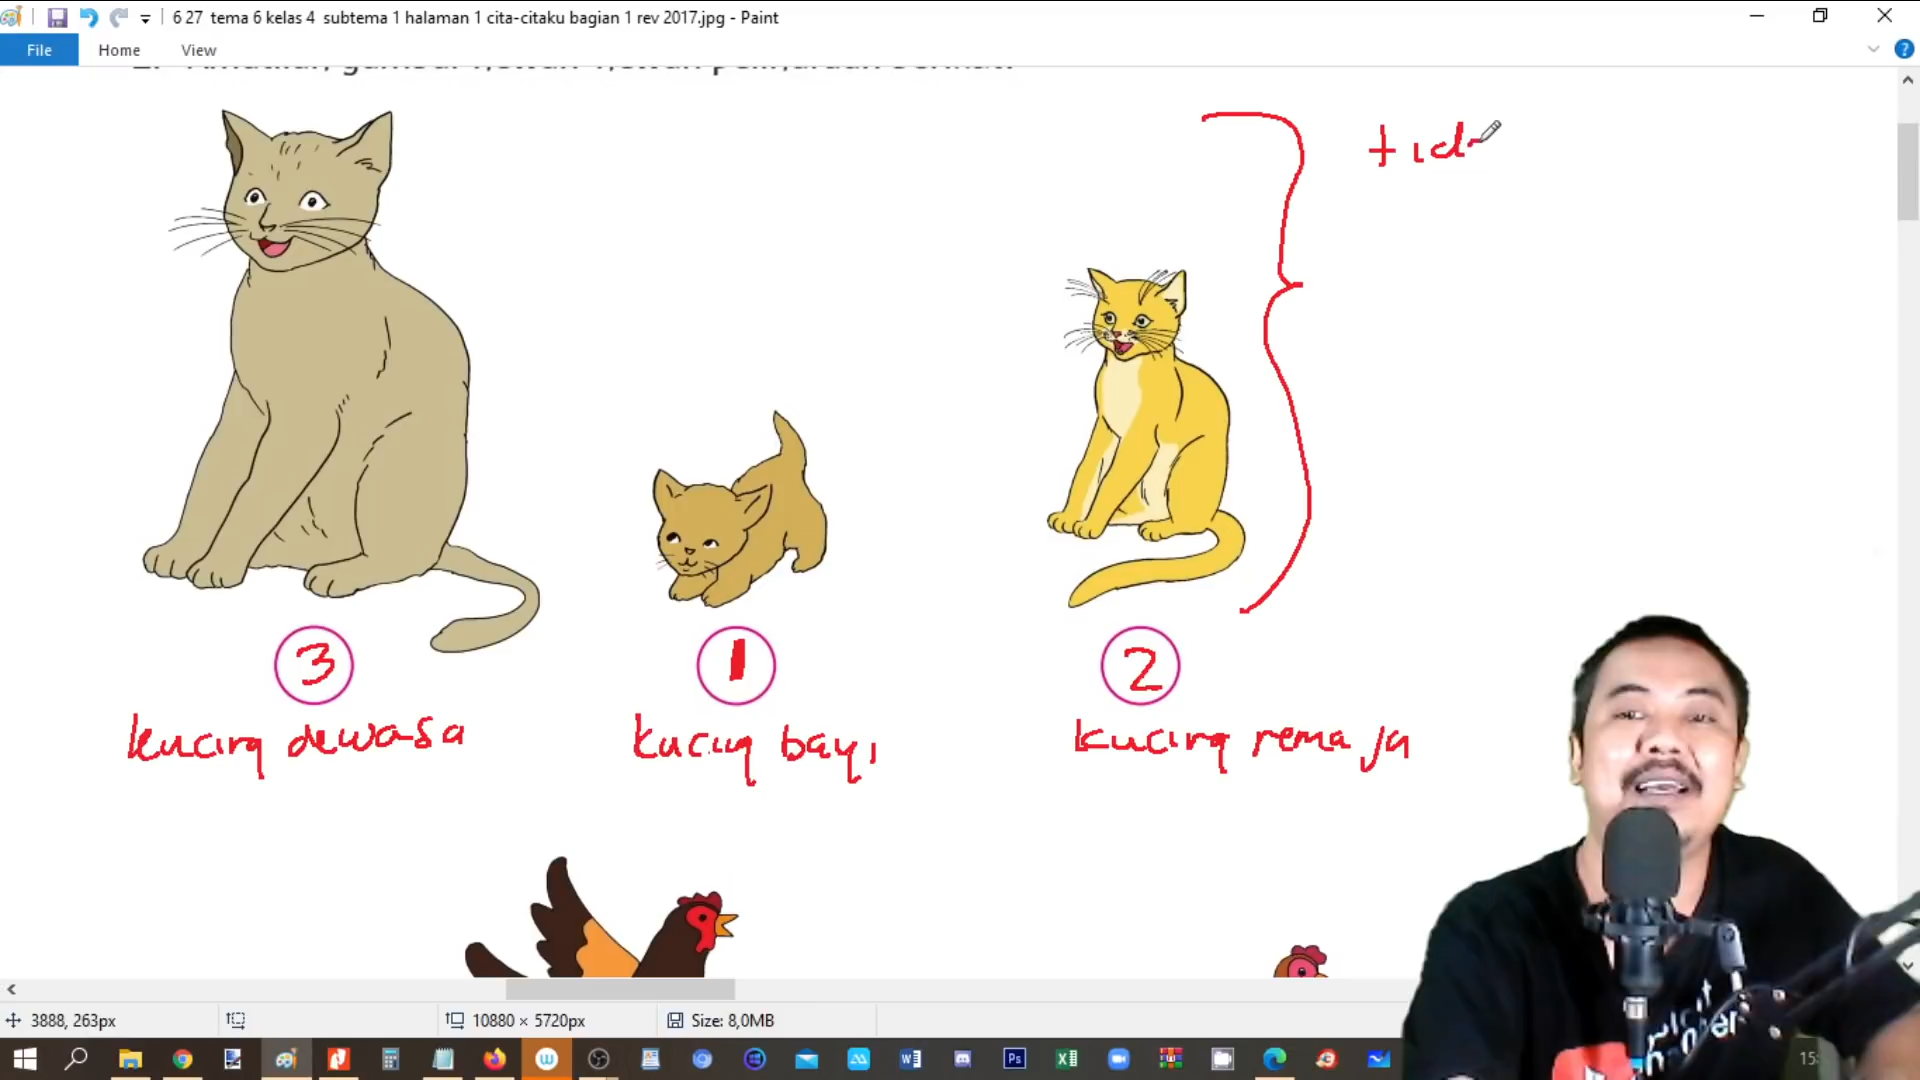 6 27 tema 6 kelas 4 subtema 1 halaman 1 cita-citaku bagian 1 rev 2017.jpg - Paint
File Home View
tid
3 1 2
kucing dewasa kucing bayi kucing remaja
3888, 263px 10880 × 5720px Size: 8,0MB
15